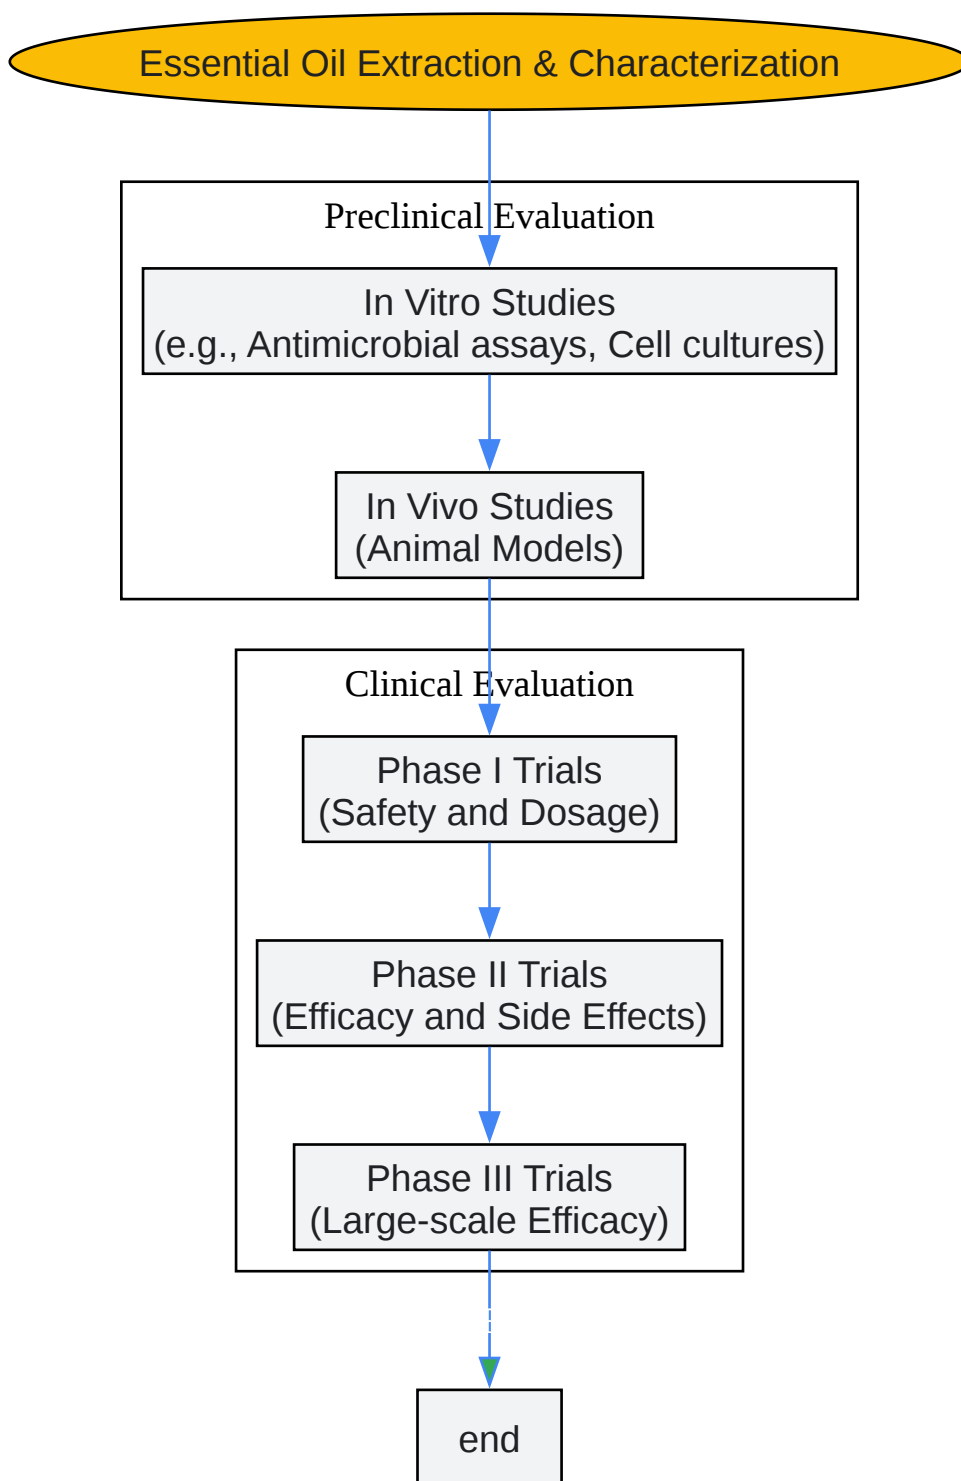 Essential Oil Extraction & Characterization
Preclinical Evaluation
In Vitro Studies
(e.g., Antimicrobial assays, Cell cultures)
In Vivo Studies
(Animal Models)
Clinical Evaluation
Phase I Trials
(Safety and Dosage)
Phase II Trials
(Efficacy and Side Effects)
Phase III Trials
(Large-scale Efficacy)
end